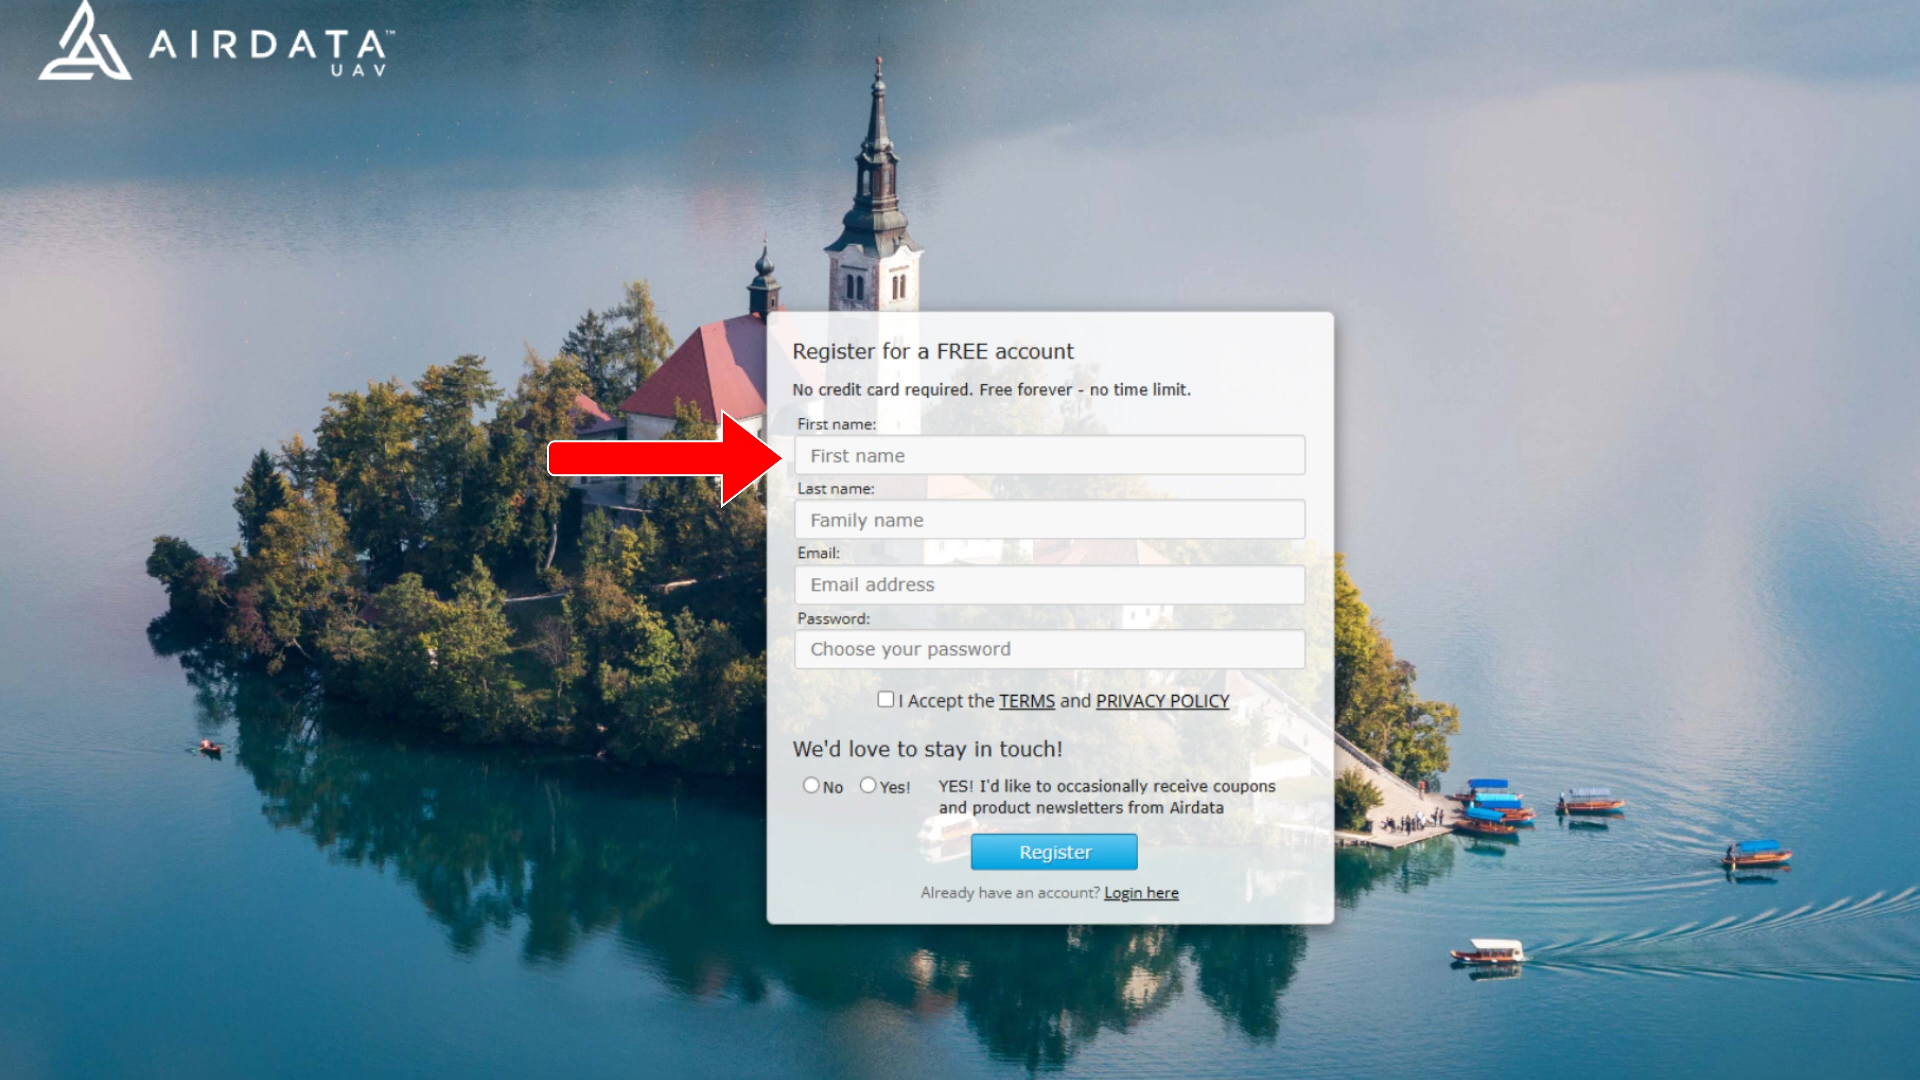 AIRDATA™
UAV
Register for a FREE account
No credit card required. Free forever - no time limit.
First name:
First name
Last name:
Family name
Email:
Email address
Password:
Choose your password
I Accept the TERMS and PRIVACY POLICY
We'd love to stay in touch!
No Yes! YES! I'd like to occasionally receive coupons
and product newsletters from Airdata
Register
Already have an account? Login here